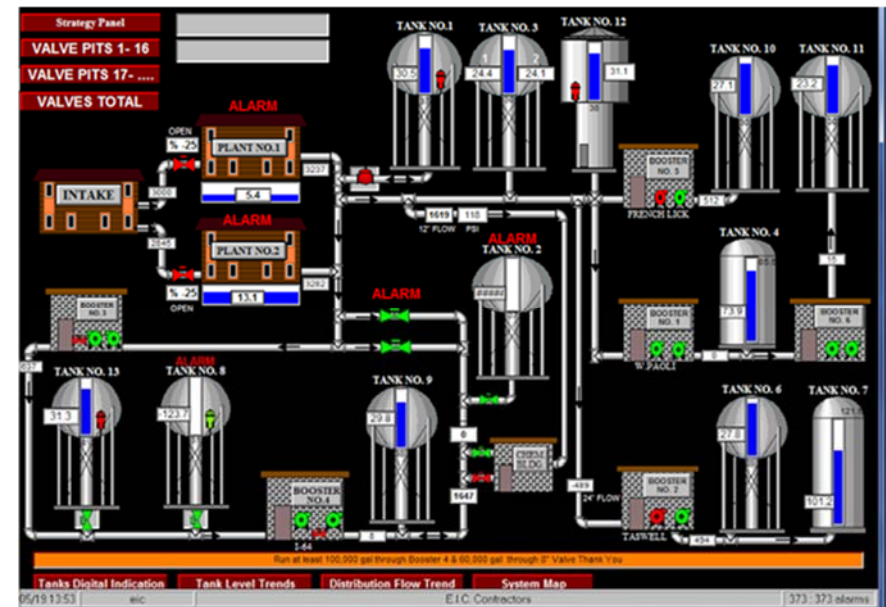 Strategy Panel
VALVE PITS 1- 16
VALVE PITS 17- ....
VALVES TOTAL
TANK NO.1
TANK NO. 3
TANK NO. 12
TANK NO. 10
TANK NO. 11
30.5
1
2
24.4
24.1
31.1
38
27.1
23.2
ALARM
OPEN
% -25
PLANT NO.1
5.4
3237
INTAKE
3000
2845
ALARM
PLANT NO.2
13.1
3282
% -25
OPEN
BOOSTER
NO. 5
FRENCH LICK
512
1619
118
12" FLOW
PSI
ALARM
TANK NO. 2
#####
TANK NO. 4
73.9
15
ALARM
BOOSTER
NO.3
BOOSTER
NO. 1
W.PAOLI
0
BOOSTER
NO. 6
TANK NO. 13
31.3
ALARM
TANK NO. 8
-123.7
TANK NO. 9
29.8
0
CHEM
BLDG
1647
TANK NO. 6
27.8
TANK NO. 7
101.2
BOOSTER
NO.4
I-64
-489
24" FLOW
BOOSTER
NO. 2
TASWELL
494
Run at least 100,000 gal through Booster 4 & 60,000 gal through 8" Valve Thank You
Tanks Digital Indication
Tank Level Trends
Distribution Flow Trend
System Map
05/19 13:53
eic
E.I.C. Contractors
373 : 373 alarms